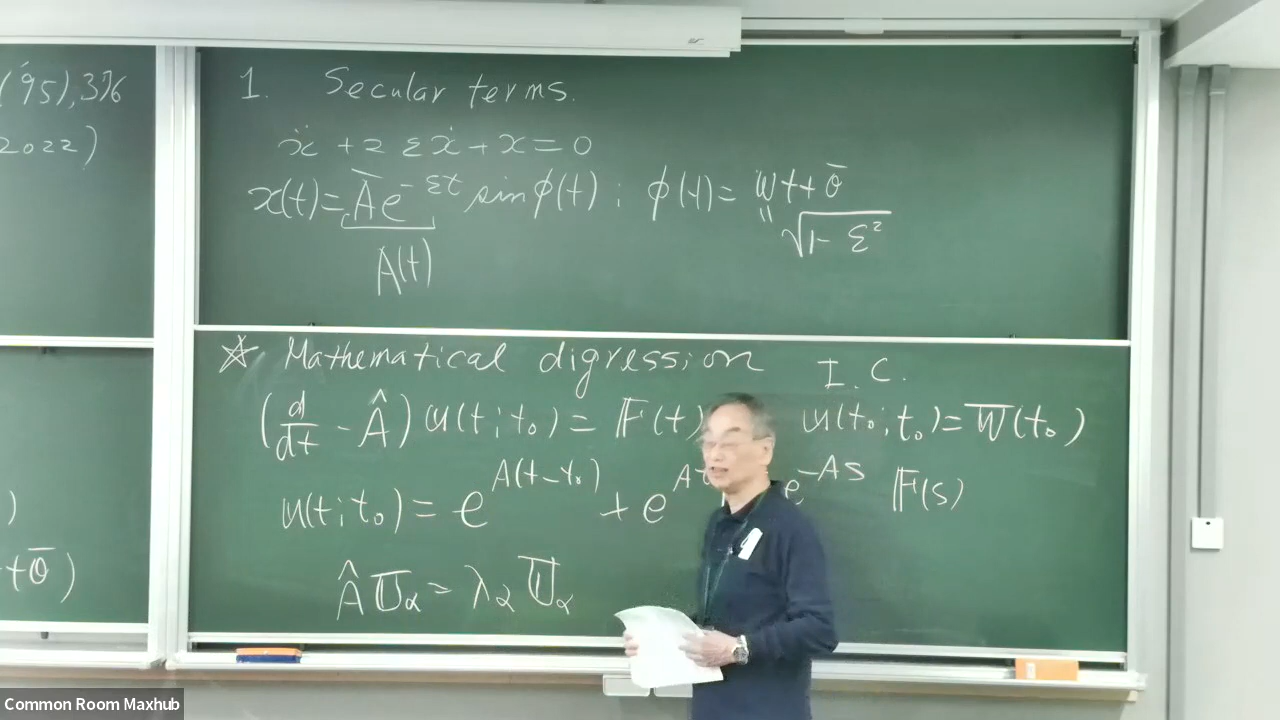 ('95), 376
2022)
)
+θ̄)
1. Secular terms.
ẍ + 2εẋ + x = 0
x(t) = Āe^{-εt} sin ϕ(t) ; ϕ(t) = ωt + θ̄
A(t)
√(1 - ε²)
☆ Mathematical digression I.C.
(d/dt - Â) u(t; t₀) = F(t) u(t₀; t₀) = W(t₀)
u(t; t₀) = e^{A(t-t₀)} + e^{At e^{-As} F(s)
Â U_α = λ_α U_α
Common Room Maxhub